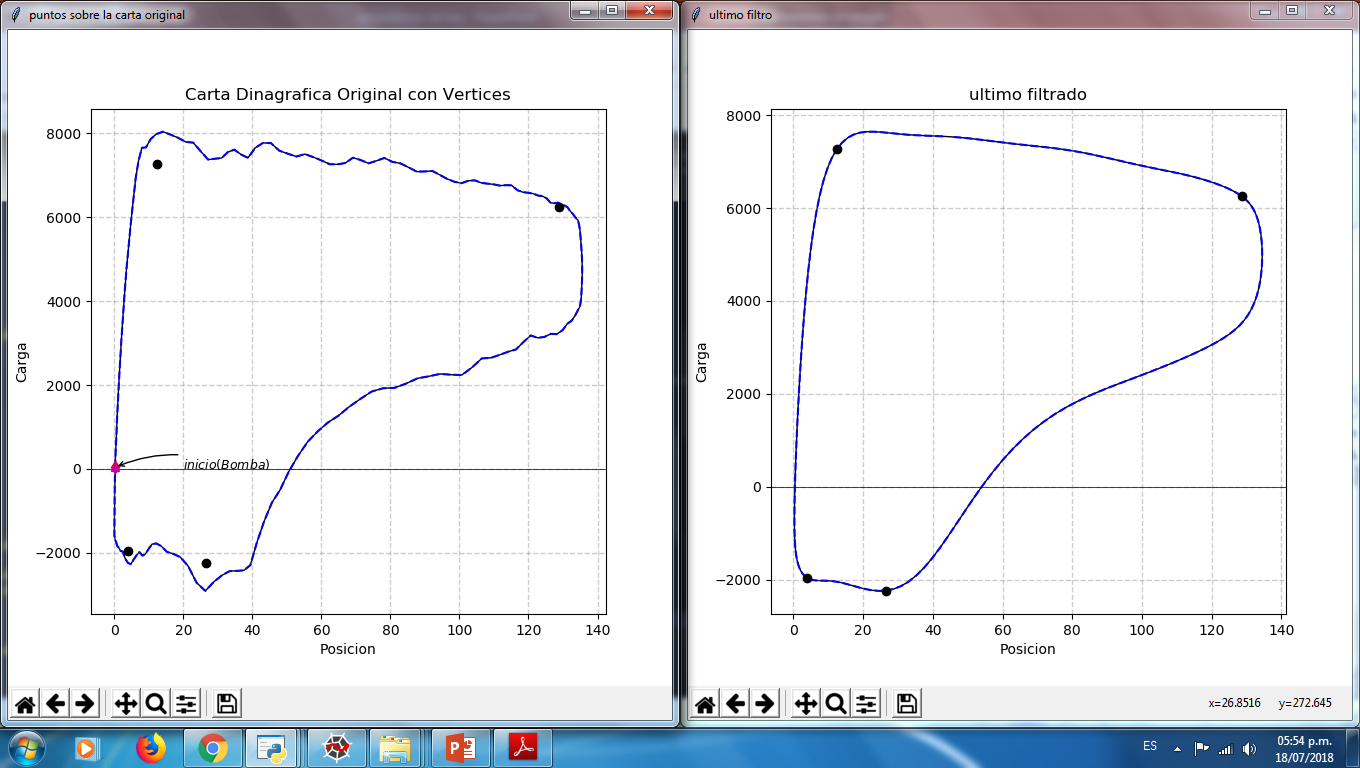 puntos sobre la carta original
Carta Dinagrafica Original con Vertices
8000
6000
4000
2000
0
−2000
Carga
inicio(Bomba)
0 20 40 60 80 100 120 140
Posicion
ultimo filtro
ultimo filtrado
8000
6000
4000
2000
0
−2000
Carga
0 20 40 60 80 100 120 140
Posicion
x=26.8516 y=272.645
ES
05:54 p.m.
18/07/2018